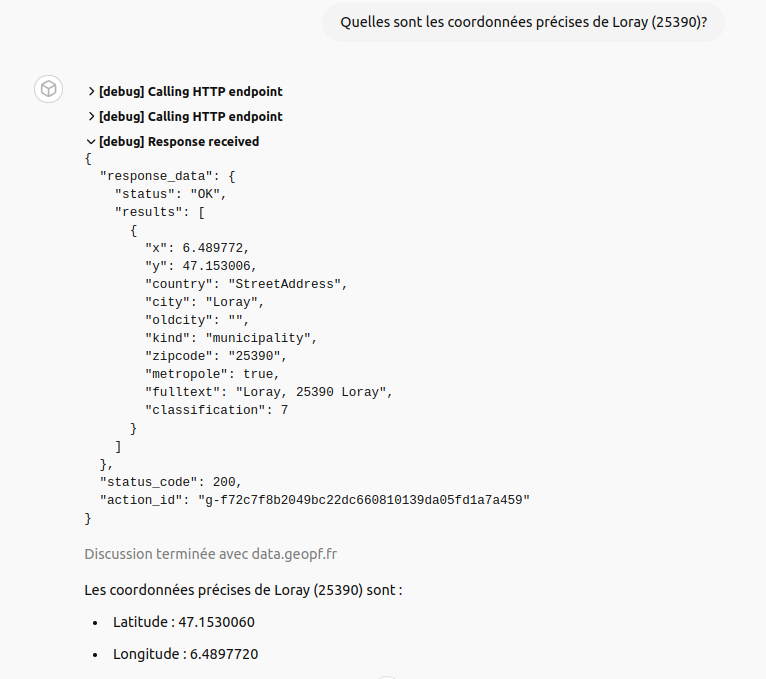 Quelles sont les coordonnées précises de Loray (25390)?
[debug] Calling HTTP endpoint
[debug] Calling HTTP endpoint
[debug] Response received
{
  "response_data": {
    "status": "OK",
    "results": [
      {
        "x": 6.489772,
        "y": 47.153006,
        "country": "StreetAddress",
        "city": "Loray",
        "oldcity": "",
        "kind": "municipality",
        "zipcode": "25390",
        "metropole": true,
        "fulltext": "Loray, 25390 Loray",
        "classification": 7
      }
    ]
  },
  "status_code": 200,
  "action_id": "g-f72c7f8b2049bc22dc660810139da05fd1a7a459"
}
Discussion terminée avec data.geopf.fr
Les coordonnées précises de Loray (25390) sont :
• Latitude : 47.1530060
• Longitude : 6.4897720